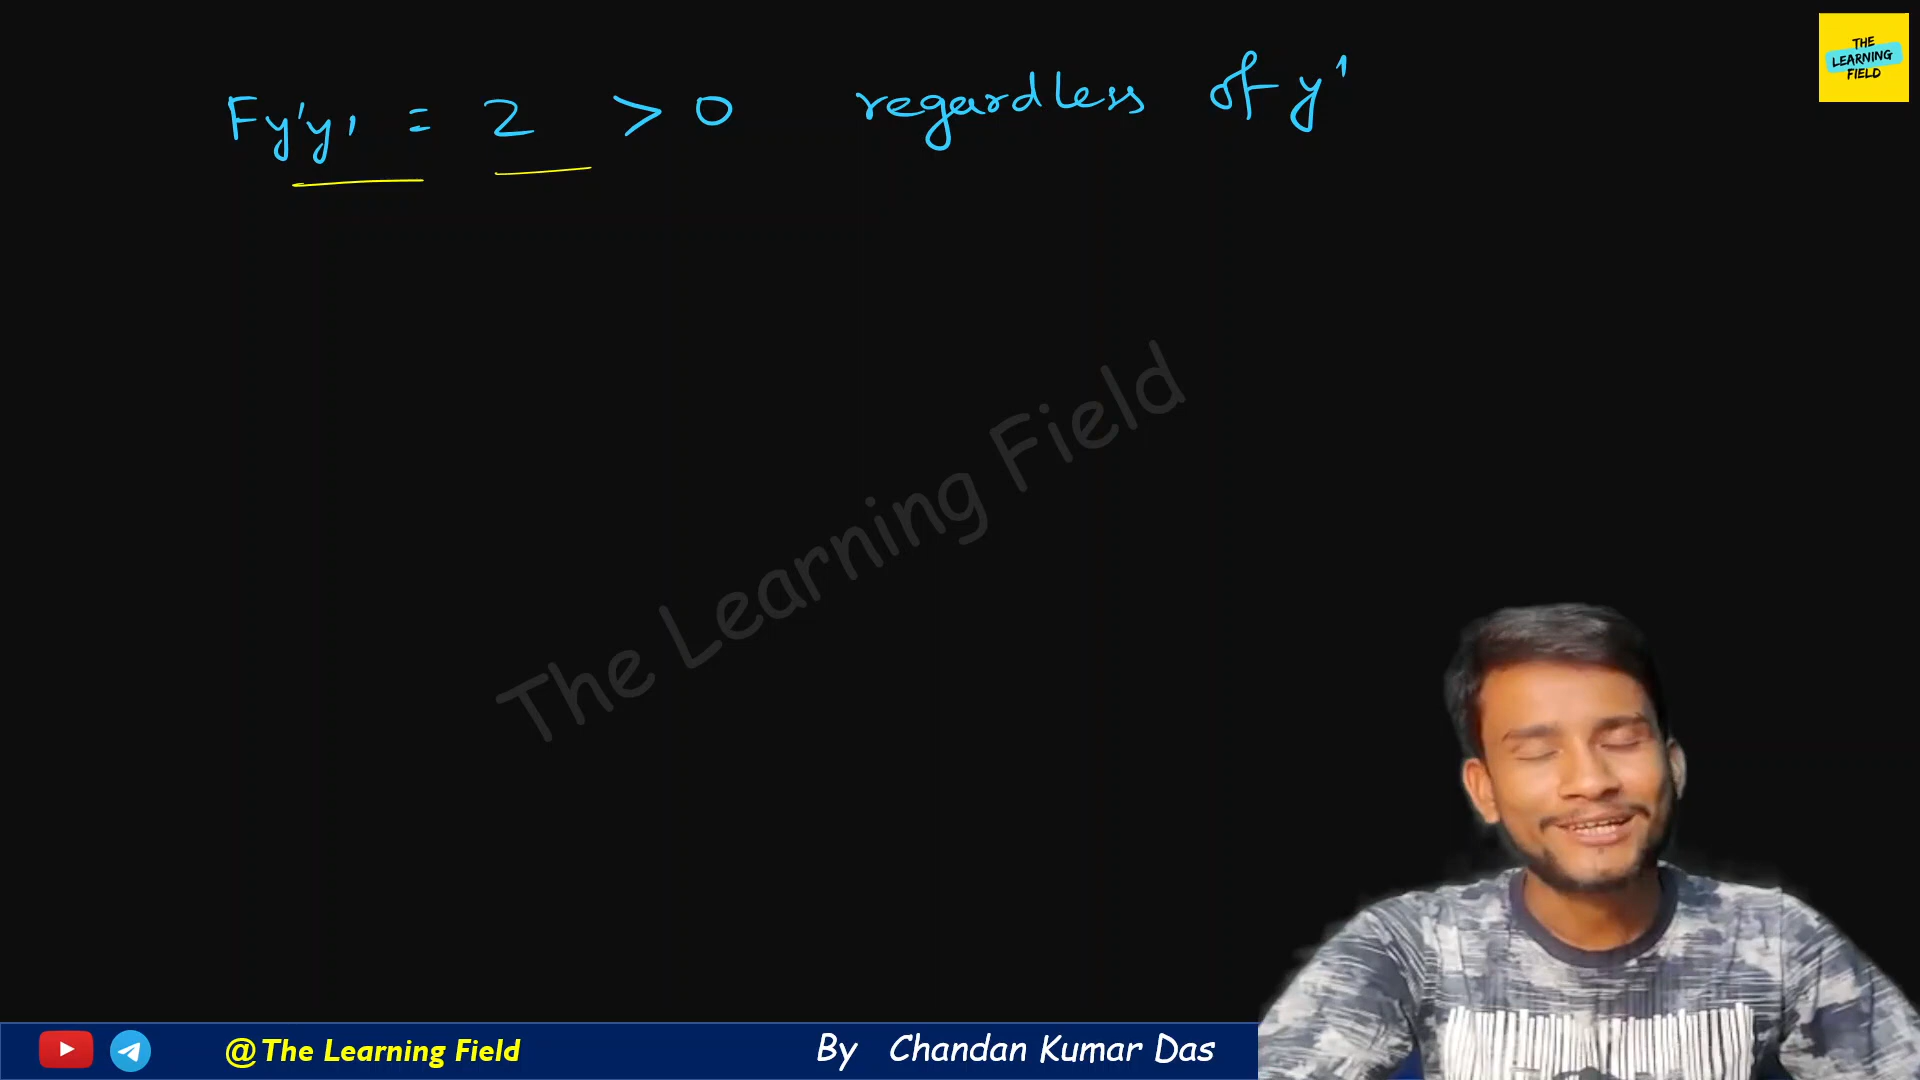 Fy'y' = 2 > 0 regardless of y'
THE
LEARNING
FIELD
The Learning Field
@The Learning Field
By Chandan Kumar Das